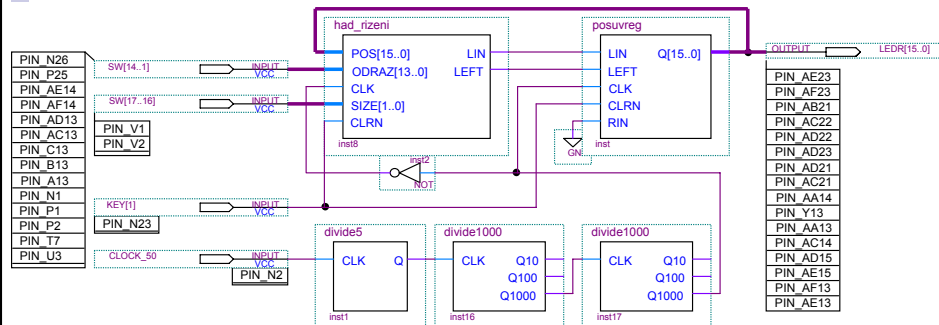 had_rizeni
POS[15..0] LIN
ODRAZ[13..0] LEFT
CLK
SIZE[1..0]
CLRN
inst8
posuvreg
LIN Q[15..0]
LEFT
CLK
CLRN
RIN
inst
GN
OUTPUT LEDR[15..0]
PIN_N26
PIN_P25
PIN_AE14
PIN_AF14
PIN_AD13
PIN_AC13
PIN_C13
PIN_B13
PIN_A13
PIN_N1
PIN_P1
PIN_P2
PIN_T7
PIN_U3
SW[14..1] INPUT
VCC
SW[17..16] INPUT
VCC
PIN_V1
PIN_V2
inst2
NOT
KEY[1] INPUT
VCC
PIN_N23
CLOCK_50 INPUT
VCC
PIN_N2
divide5
CLK Q
inst1
divide1000
CLK Q10
Q100
Q1000
inst16
divide1000
CLK Q10
Q100
Q1000
inst17
PIN_AE23
PIN_AF23
PIN_AB21
PIN_AC22
PIN_AD22
PIN_AD23
PIN_AD21
PIN_AC21
PIN_AA14
PIN_Y13
PIN_AA13
PIN_AC14
PIN_AD15
PIN_AE15
PIN_AF13
PIN_AE13